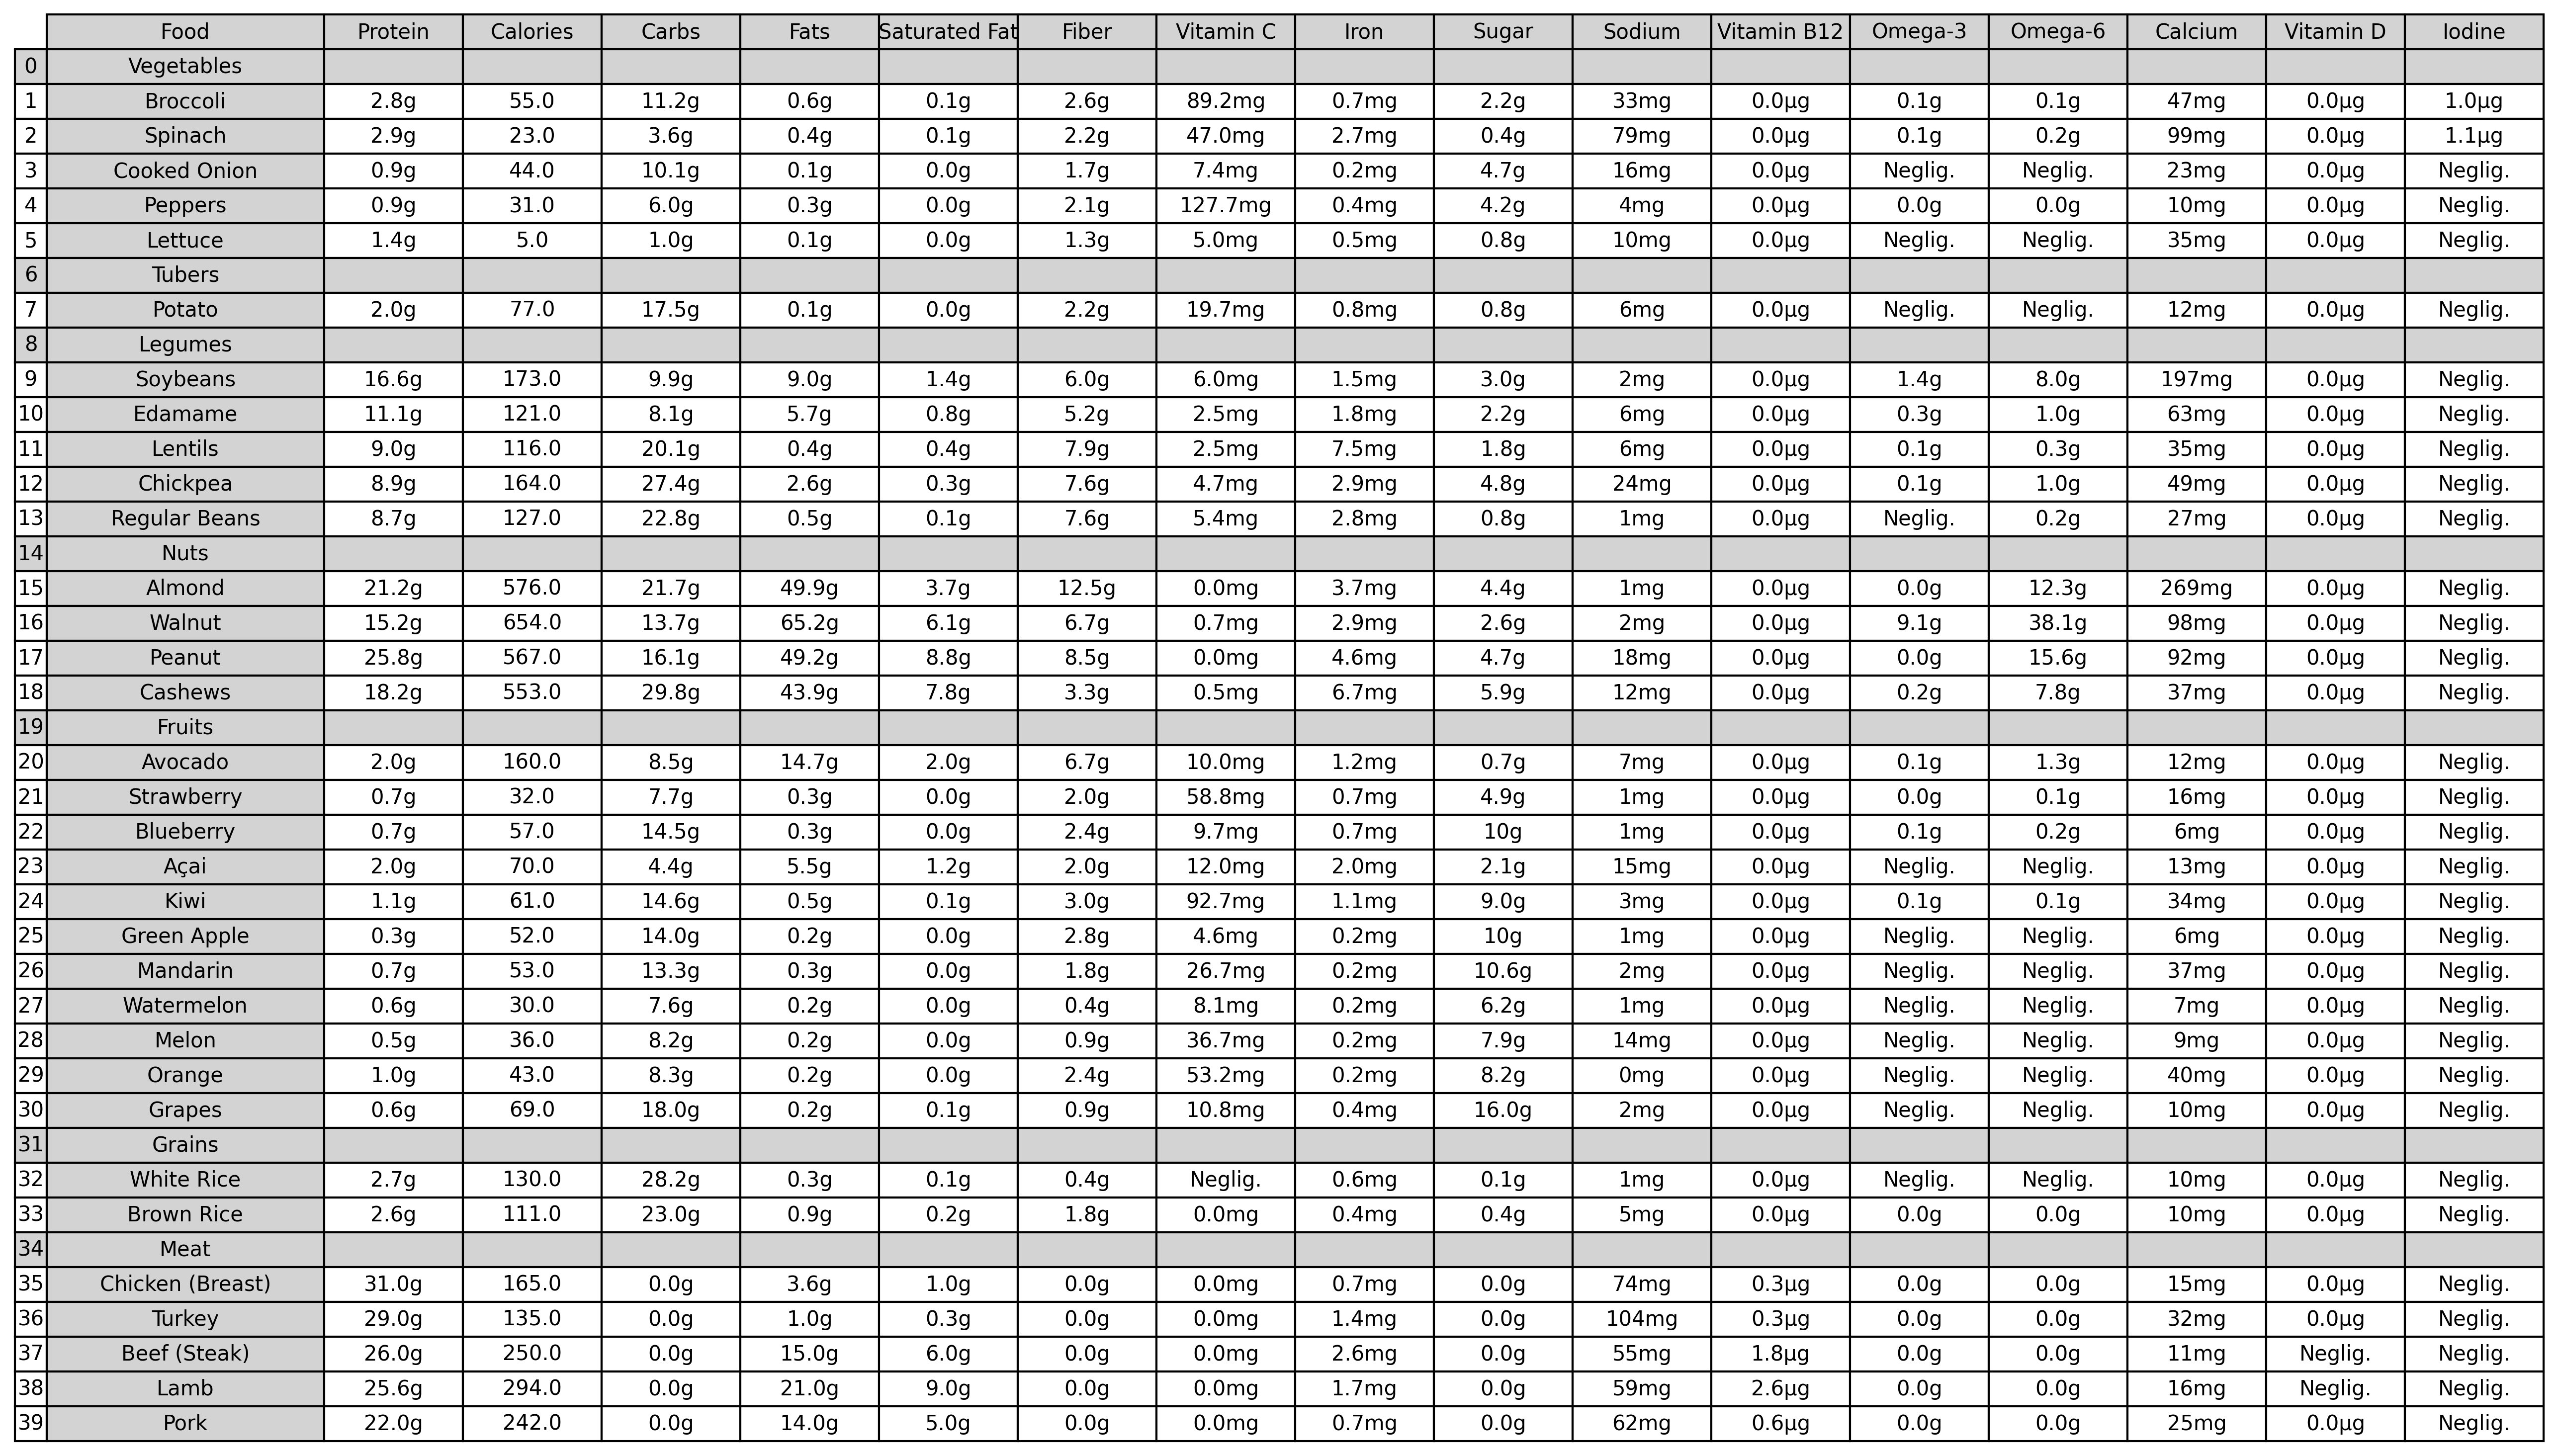 Food Protein Calories Carbs Fats Saturated Fat Fiber Vitamin C Iron Sugar Sodium Vitamin B12 Omega-3 Omega-6 Calcium Vitamin D Iodine
0 Vegetables
1 Broccoli 2.8g 55.0 11.2g 0.6g 0.1g 2.6g 89.2mg 0.7mg 2.2g 33mg 0.0µg 0.1g 0.1g 47mg 0.0µg 1.0µg
2 Spinach 2.9g 23.0 3.6g 0.4g 0.1g 2.2g 47.0mg 2.7mg 0.4g 79mg 0.0µg 0.1g 0.2g 99mg 0.0µg 1.1µg
3 Cooked Onion 0.9g 44.0 10.1g 0.1g 0.0g 1.7g 7.4mg 0.2mg 4.7g 16mg 0.0µg Neglig. Neglig. 23mg 0.0µg Neglig.
4 Peppers 0.9g 31.0 6.0g 0.3g 0.0g 2.1g 127.7mg 0.4mg 4.2g 4mg 0.0µg 0.0g 0.0g 10mg 0.0µg Neglig.
5 Lettuce 1.4g 5.0 1.0g 0.1g 0.0g 1.3g 5.0mg 0.5mg 0.8g 10mg 0.0µg Neglig. Neglig. 35mg 0.0µg Neglig.
6 Tubers
7 Potato 2.0g 77.0 17.5g 0.1g 0.0g 2.2g 19.7mg 0.8mg 0.8g 6mg 0.0µg Neglig. Neglig. 12mg 0.0µg Neglig.
8 Legumes
9 Soybeans 16.6g 173.0 9.9g 9.0g 1.4g 6.0g 6.0mg 1.5mg 3.0g 2mg 0.0µg 1.4g 8.0g 197mg 0.0µg Neglig.
10 Edamame 11.1g 121.0 8.1g 5.7g 0.8g 5.2g 2.5mg 1.8mg 2.2g 6mg 0.0µg 0.3g 1.0g 63mg 0.0µg Neglig.
11 Lentils 9.0g 116.0 20.1g 0.4g 0.4g 7.9g 2.5mg 7.5mg 1.8g 6mg 0.0µg 0.1g 0.3g 35mg 0.0µg Neglig.
12 Chickpea 8.9g 164.0 27.4g 2.6g 0.3g 7.6g 4.7mg 2.9mg 4.8g 24mg 0.0µg 0.1g 1.0g 49mg 0.0µg Neglig.
13 Regular Beans 8.7g 127.0 22.8g 0.5g 0.1g 7.6g 5.4mg 2.8mg 0.8g 1mg 0.0µg Neglig. 0.2g 27mg 0.0µg Neglig.
14 Nuts
15 Almond 21.2g 576.0 21.7g 49.9g 3.7g 12.5g 0.0mg 3.7mg 4.4g 1mg 0.0µg 0.0g 12.3g 269mg 0.0µg Neglig.
16 Walnut 15.2g 654.0 13.7g 65.2g 6.1g 6.7g 0.7mg 2.9mg 2.6g 2mg 0.0µg 9.1g 38.1g 98mg 0.0µg Neglig.
17 Peanut 25.8g 567.0 16.1g 49.2g 8.8g 8.5g 0.0mg 4.6mg 4.7g 18mg 0.0µg 0.0g 15.6g 92mg 0.0µg Neglig.
18 Cashews 18.2g 553.0 29.8g 43.9g 7.8g 3.3g 0.5mg 6.7mg 5.9g 12mg 0.0µg 0.2g 7.8g 37mg 0.0µg Neglig.
19 Fruits
20 Avocado 2.0g 160.0 8.5g 14.7g 2.0g 6.7g 10.0mg 1.2mg 0.7g 7mg 0.0µg 0.1g 1.3g 12mg 0.0µg Neglig.
21 Strawberry 0.7g 32.0 7.7g 0.3g 0.0g 2.0g 58.8mg 0.7mg 4.9g 1mg 0.0µg 0.0g 0.1g 16mg 0.0µg Neglig.
22 Blueberry 0.7g 57.0 14.5g 0.3g 0.0g 2.4g 9.7mg 0.7mg 10g 1mg 0.0µg 0.1g 0.2g 6mg 0.0µg Neglig.
23 Açai 2.0g 70.0 4.4g 5.5g 1.2g 2.0g 12.0mg 2.0mg 2.1g 15mg 0.0µg Neglig. Neglig. 13mg 0.0µg Neglig.
24 Kiwi 1.1g 61.0 14.6g 0.5g 0.1g 3.0g 92.7mg 1.1mg 9.0g 3mg 0.0µg 0.1g 0.1g 34mg 0.0µg Neglig.
25 Green Apple 0.3g 52.0 14.0g 0.2g 0.0g 2.8g 4.6mg 0.2mg 10g 1mg 0.0µg Neglig. Neglig. 6mg 0.0µg Neglig.
26 Mandarin 0.7g 53.0 13.3g 0.3g 0.0g 1.8g 26.7mg 0.2mg 10.6g 2mg 0.0µg Neglig. Neglig. 37mg 0.0µg Neglig.
27 Watermelon 0.6g 30.0 7.6g 0.2g 0.0g 0.4g 8.1mg 0.2mg 6.2g 1mg 0.0µg Neglig. Neglig. 7mg 0.0µg Neglig.
28 Melon 0.5g 36.0 8.2g 0.2g 0.0g 0.9g 36.7mg 0.2mg 7.9g 14mg 0.0µg Neglig. Neglig. 9mg 0.0µg Neglig.
29 Orange 1.0g 43.0 8.3g 0.2g 0.0g 2.4g 53.2mg 0.2mg 8.2g 0mg 0.0µg Neglig. Neglig. 40mg 0.0µg Neglig.
30 Grapes 0.6g 69.0 18.0g 0.2g 0.1g 0.9g 10.8mg 0.4mg 16.0g 2mg 0.0µg Neglig. Neglig. 10mg 0.0µg Neglig.
31 Grains
32 White Rice 2.7g 130.0 28.2g 0.3g 0.1g 0.4g Neglig. 0.6mg 0.1g 1mg 0.0µg Neglig. Neglig. 10mg 0.0µg Neglig.
33 Brown Rice 2.6g 111.0 23.0g 0.9g 0.2g 1.8g 0.0mg 0.4mg 0.4g 5mg 0.0µg 0.0g 0.0g 10mg 0.0µg Neglig.
34 Meat
35 Chicken (Breast) 31.0g 165.0 0.0g 3.6g 1.0g 0.0g 0.0mg 0.7mg 0.0g 74mg 0.3µg 0.0g 0.0g 15mg 0.0µg Neglig.
36 Turkey 29.0g 135.0 0.0g 1.0g 0.3g 0.0g 0.0mg 1.4mg 0.0g 104mg 0.3µg 0.0g 0.0g 32mg 0.0µg Neglig.
37 Beef (Steak) 26.0g 250.0 0.0g 15.0g 6.0g 0.0g 0.0mg 2.6mg 0.0g 55mg 1.8µg 0.0g 0.0g 11mg Neglig. Neglig.
38 Lamb 25.6g 294.0 0.0g 21.0g 9.0g 0.0g 0.0mg 1.7mg 0.0g 59mg 2.6µg 0.0g 0.0g 16mg Neglig. Neglig.
39 Pork 22.0g 242.0 0.0g 14.0g 5.0g 0.0g 0.0mg 0.7mg 0.0g 62mg 0.6µg 0.0g 0.0g 25mg 0.0µg Neglig.